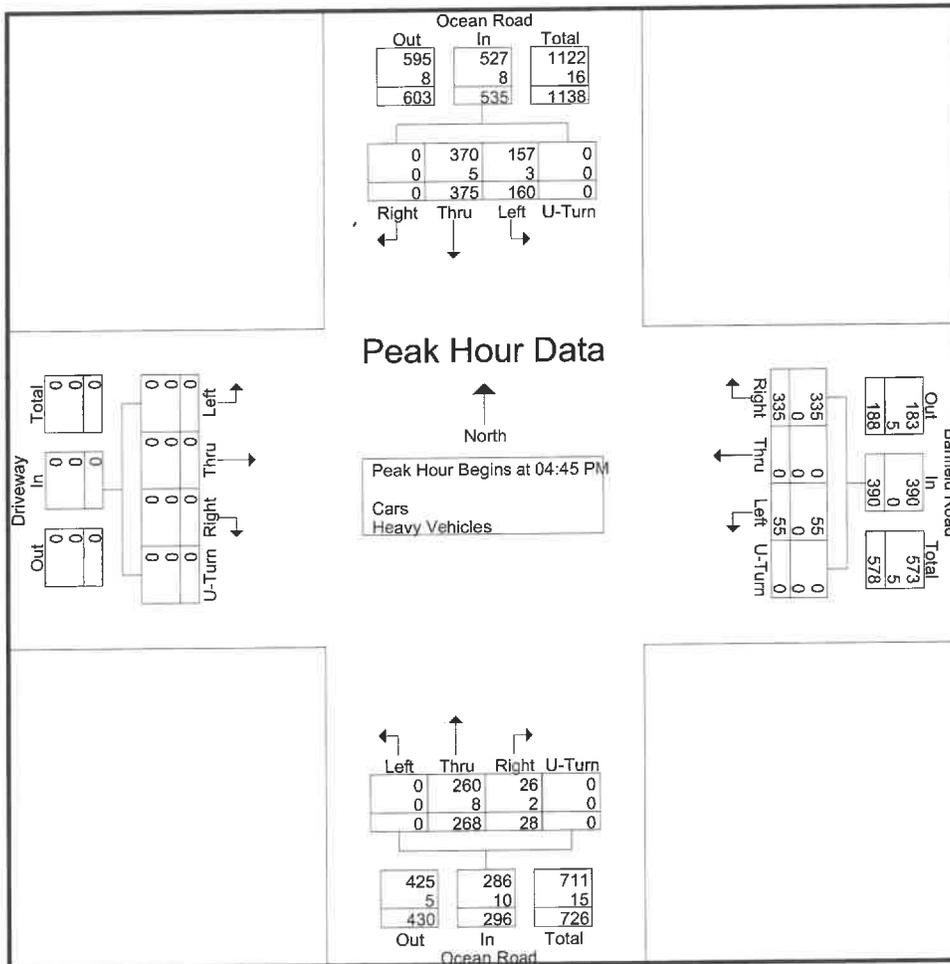 Ocean Road
Out In Total
595 527 1122
8 8 16
603 535 1138
0 370 157 0
0 5 3 0
0 375 160 0
Right Thru Left U-Turn
Peak Hour Data
North
Peak Hour Begins at 04:45 PM
Cars
Heavy Vehicles
Driveway
Out In Total
0 0 0
0 0 0
0 0 0
Left Thru Right U-Turn
0 0 0 0
0 0 0 0
0 0 0 0
Right Thru Left U-Turn
335 0 55 0
0 0 0 0
335 0 55 0
Out In Total
183 390 573
5 0 5
188 390 578
Road
Left Thru Right U-Turn
0 260 26 0
0 8 2 0
0 268 28 0
425 286 711
5 10 15
430 296 726
Out In Total
Ocean Road